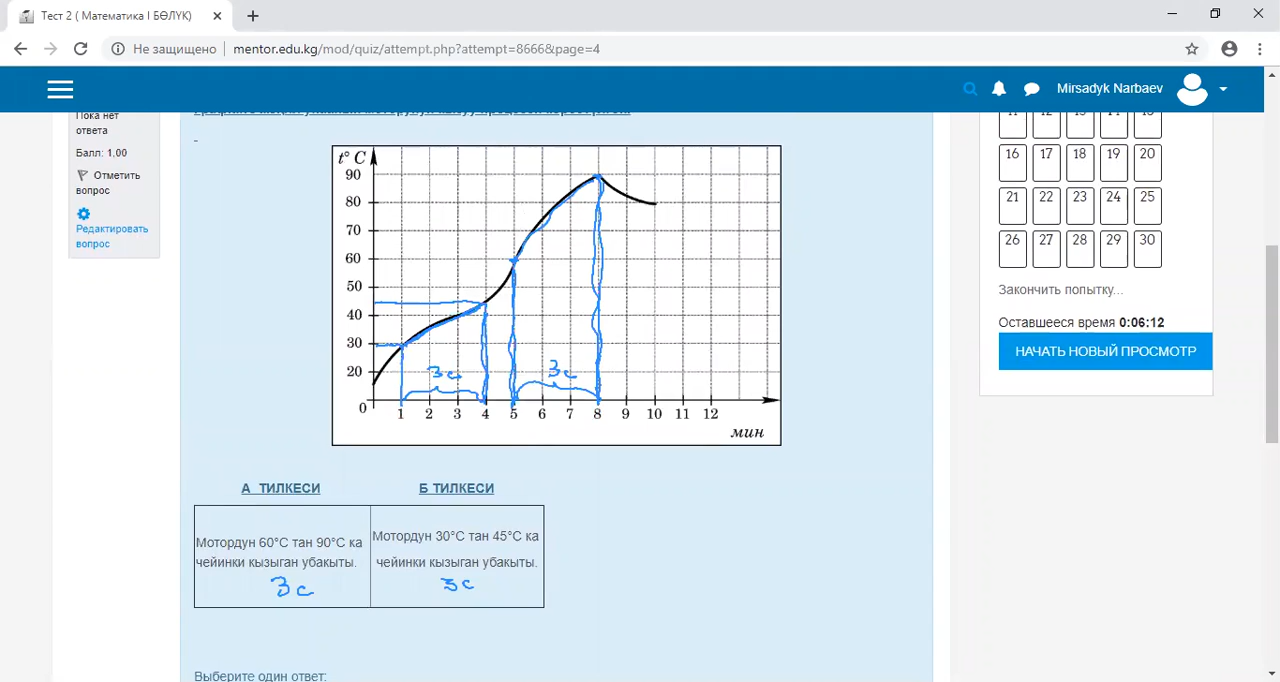 Тест 2 ( Математика I БӨЛҮК)
Не защищено
mentor.edu.kg/mod/quiz/attempt.php?attempt=8666&page=4
Mirsadyk Narbaev
Пока нет
ответа
Балл: 1,00
Отметить
вопрос
Редактировать
вопрос
t° C
90
80
70
60
50
40
30
20
0
1 2 3 4 5 6 7 8 9 10 11 12
мин
3с
3с
А ТИЛКЕСИ
Б ТИЛКЕСИ
Мотордун 60°C тан 90°C ка
чейинки кызыган убакыты.
3с
Мотордун 30°C тан 45°C ка
чейинки кызыган убакыты.
3с
Выберите один ответ:
11 12 13 14 15
16 17 18 19 20
21 22 23 24 25
26 27 28 29 30
Закончить попытку...
Оставшееся время 0:06:12
НАЧАТЬ НОВЫЙ ПРОСМОТР